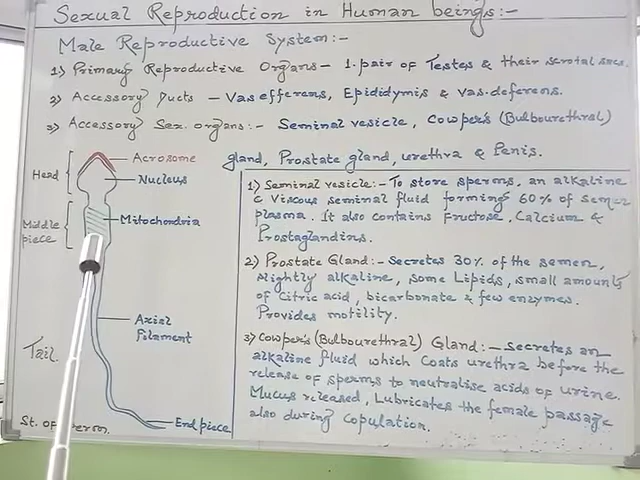 Sexual Reproduction in Human beings:-
Male Reproductive System:-
1) Primary Reproductive Organs- 1. pair of Testes & their scrotal sacs.
2) Accessory Ducts - Vas efferens, Epididymis & vas-deferens.
3) Accessory Sex. organs:- Seminal vesicle, Cowper's (Bulbourethral)
gland, Prostate gland, urethra & Penis.
Head
Acrosome
Nucleus
Middle
piece
Mitochondria
Axial
Filament
Tail
End piece
St. of
1) Seminal vesicle:- To store sperms, an alkaline
& Viscous seminal fluid forming 60% of
plasma. It also contains Fructose, Calcium &
Prostaglandins.
2) Prostate Gland:- Secretes 30% of the semen,
slightly alkaline, some Lipids, small amounts
of Citric acid, bicarbonate & few enzymes.
Provides motility.
3) Cowper's (Bulbourethral) Gland:- Secretes an
alkaline fluid which coats urethra before the
release of sperms to neutralise acids of urine.
Mucus released, Lubricates the female passage
also during copulation.